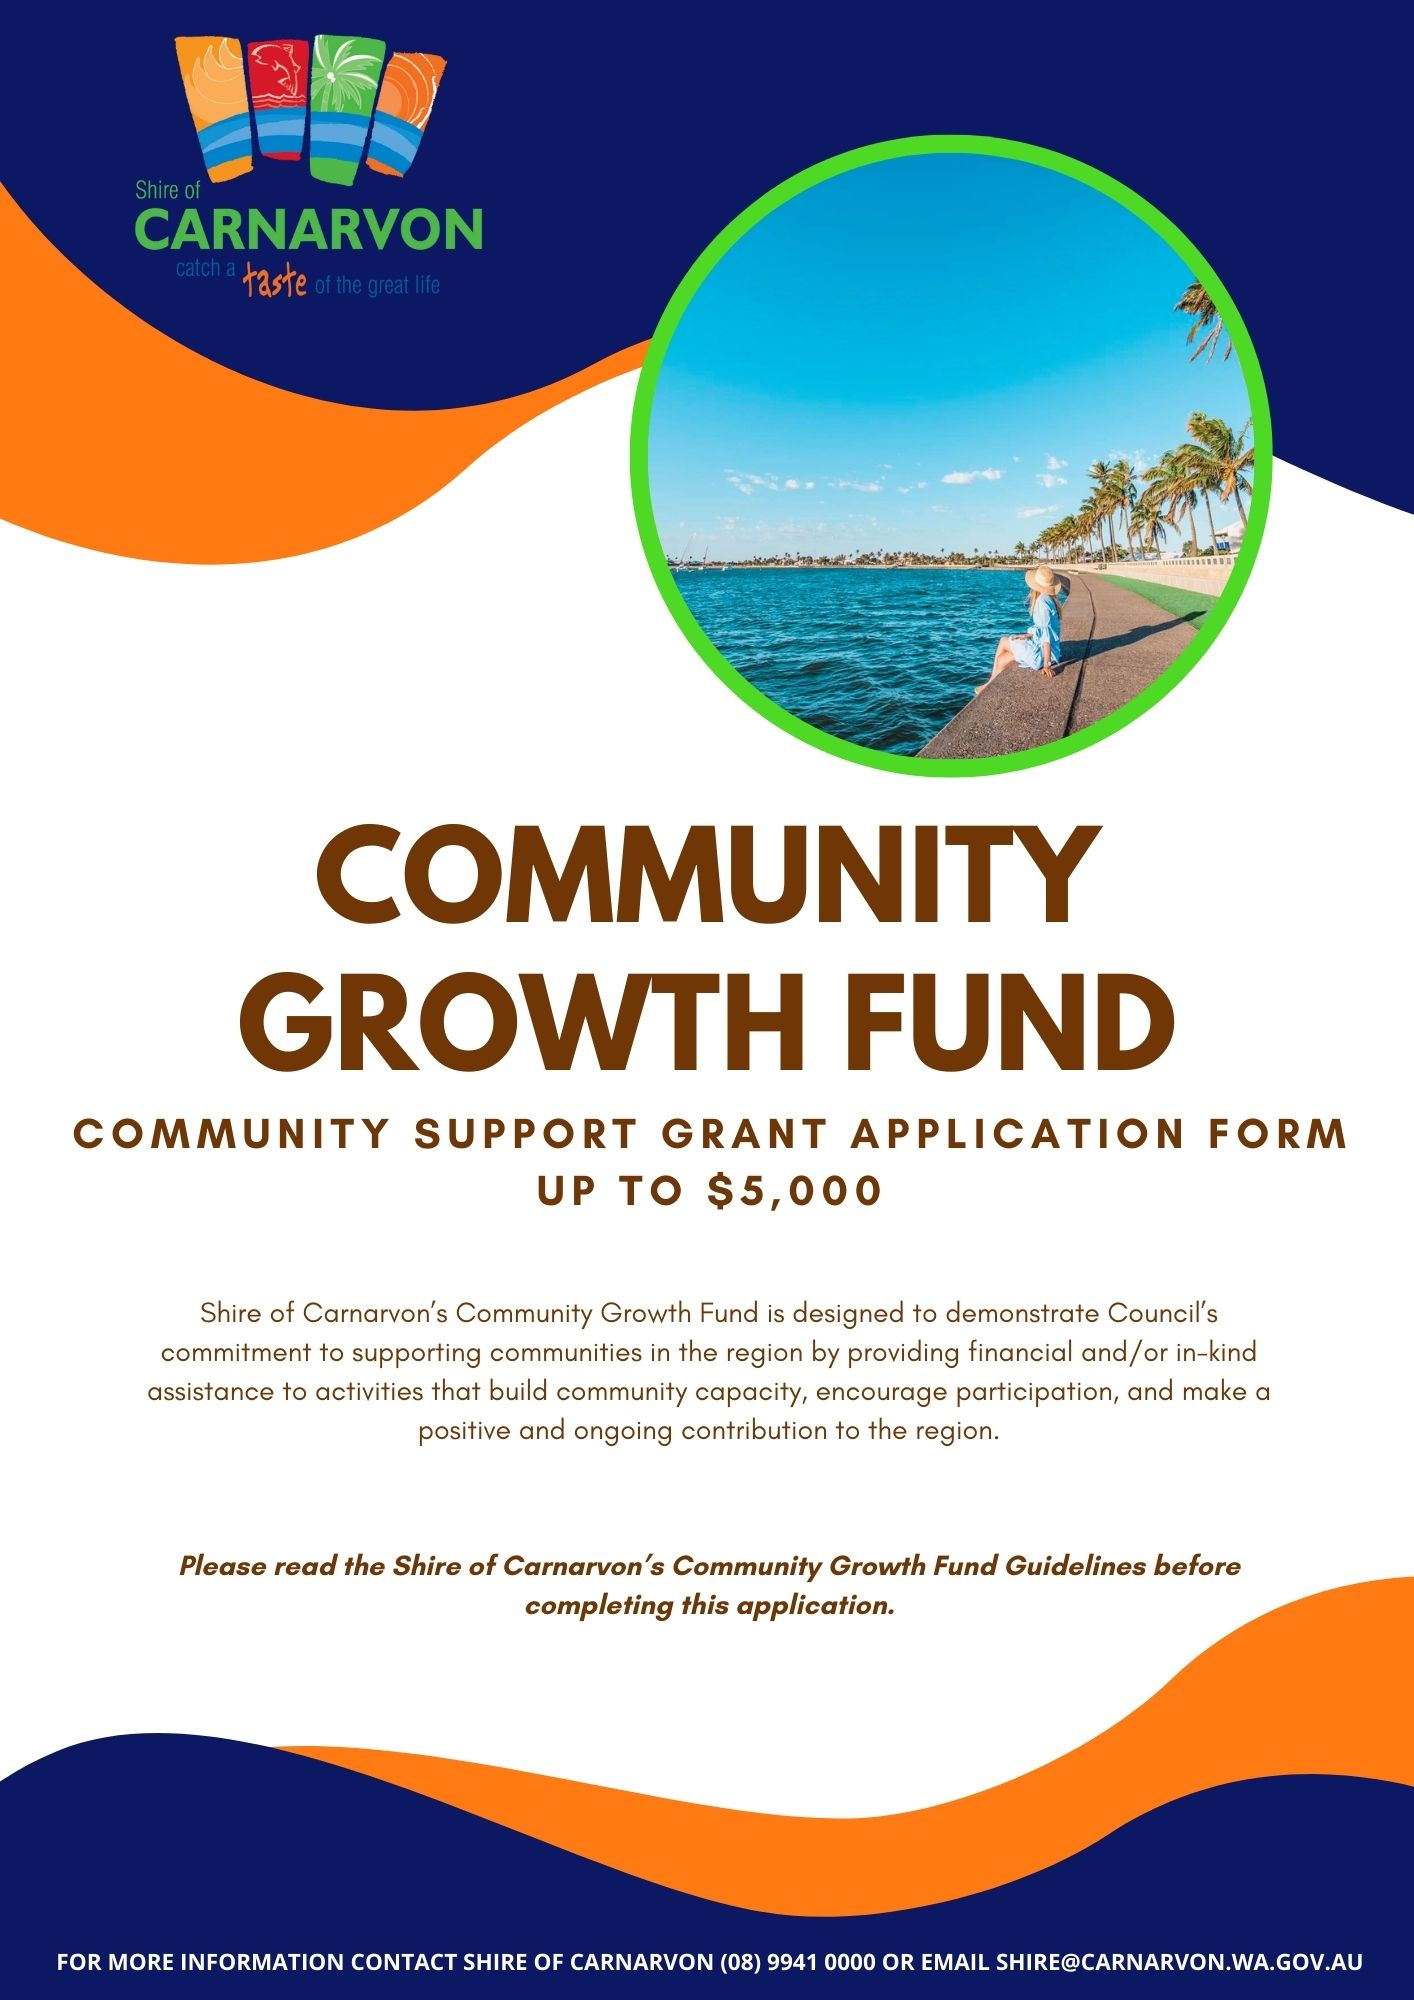 Shire of
CARNARVON
catch a taste of the great life
COMMUNITY
GROWTH FUND
COMMUNITY SUPPORT GRANT APPLICATION FORM
UP TO $5,000
Shire of Carnarvon's Community Growth Fund is designed to demonstrate Council's
commitment to supporting communities in the region by providing financial and/or in-kind
assistance to activities that build community capacity, encourage participation, and make a
positive and ongoing contribution to the region.
Please read the Shire of Carnarvon's Community Growth Fund Guidelines before
completing this application.
FOR MORE INFORMATION CONTACT SHIRE OF CARNARVON (08) 9941 0000 OR EMAIL SHIRE@CARNARVON.WA.GOV.AU